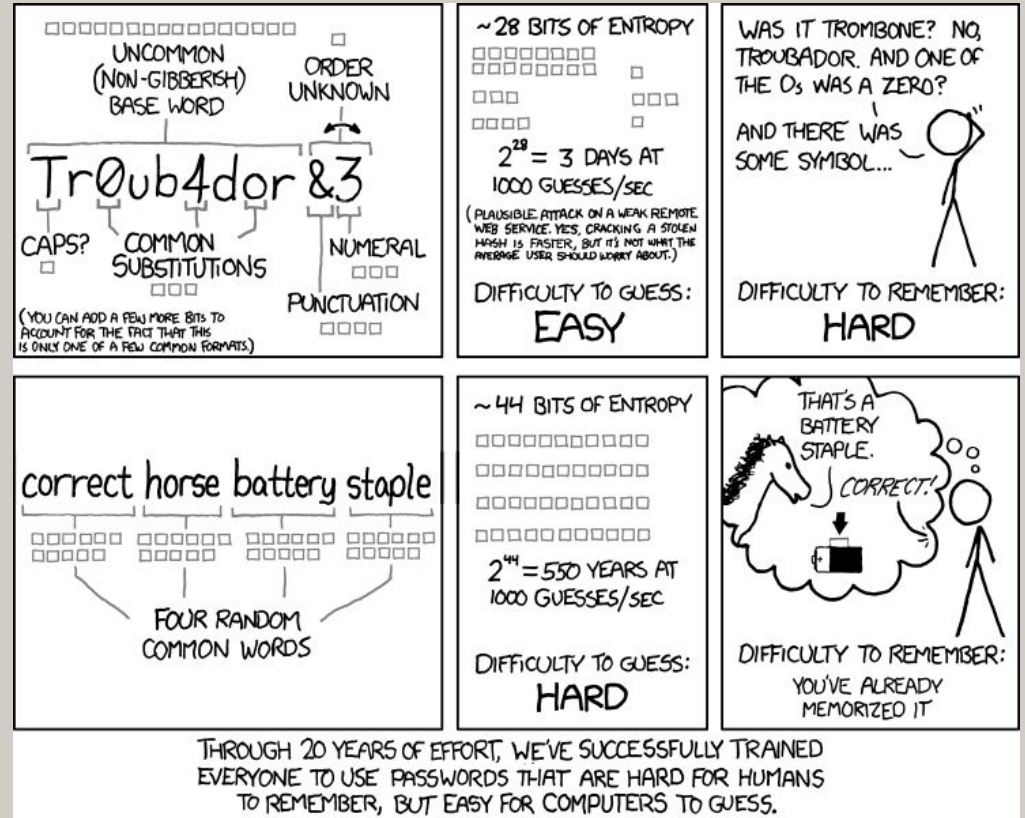 UNCOMMON
(NON-GIBBERISH)
BASE WORD
ORDER
UNKNOWN
Tr0ub4dor &3
CAPS?
COMMON
SUBSTITUTIONS
NUMERAL
PUNCTUATION
(YOU CAN ADD A FEW MORE BITS TO
ACCOUNT FOR THE FACT THAT THIS
IS ONLY ONE OF A FEW COMMON FORMATS.)
~28 BITS OF ENTROPY
2^28 = 3 DAYS AT
1000 GUESSES/SEC
(PLAUSIBLE ATTACK ON A WEAK REMOTE
WEB SERVICE. YES, CRACKING A STOLEN
HASH IS FASTER, BUT IT'S NOT WHAT THE
AVERAGE USER SHOULD WORRY ABOUT.)
DIFFICULTY TO GUESS:
EASY
WAS IT TROMBONE? NO,
TROUBADOR. AND ONE OF
THE Os WAS A ZERO?
AND THERE WAS
SOME SYMBOL...
DIFFICULTY TO REMEMBER:
HARD
correct horse battery staple
FOUR RANDOM
COMMON WORDS
~44 BITS OF ENTROPY
2^44 = 550 YEARS AT
1000 GUESSES/SEC
DIFFICULTY TO GUESS:
HARD
THAT'S A
BATTERY
STAPLE.
CORRECT!
DIFFICULTY TO REMEMBER:
YOU'VE ALREADY
MEMORIZED IT
THROUGH 20 YEARS OF EFFORT, WE'VE SUCCESSFULLY TRAINED
EVERYONE TO USE PASSWORDS THAT ARE HARD FOR HUMANS
TO REMEMBER, BUT EASY FOR COMPUTERS TO GUESS.